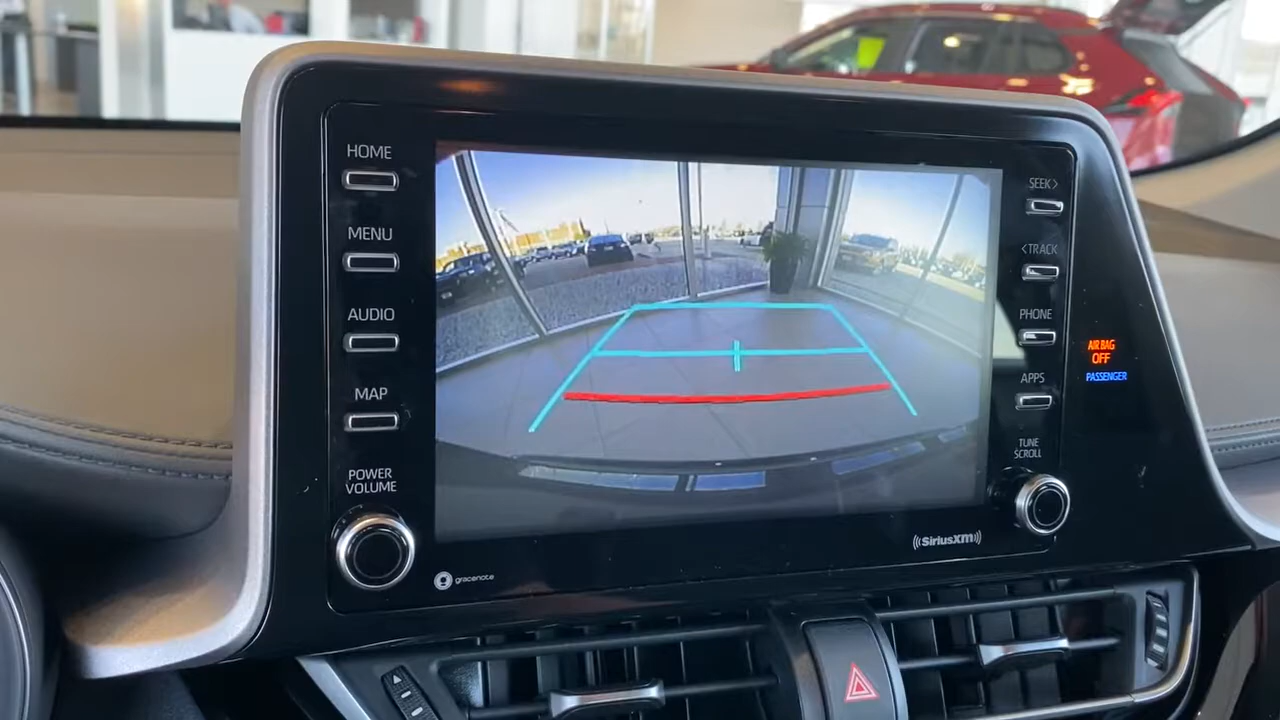 HOME
MENU
AUDIO
MAP
POWER
VOLUME
gracenote
SEEK>
<TRACK
PHONE
APPS
TUNE
SCROLL
SiriusXM
AIR BAG
OFF
PASSENGER